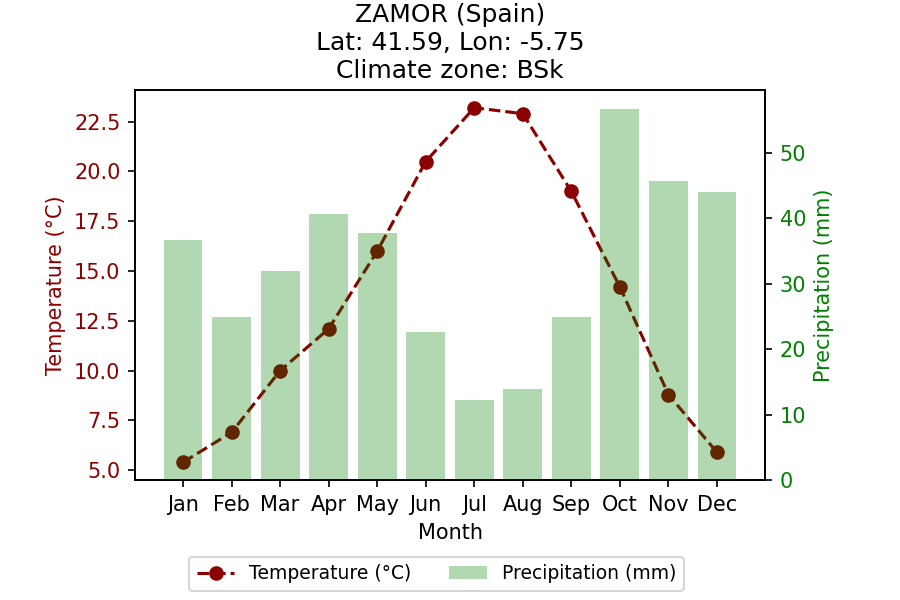 ZAMOR (Spain)
Lat: 41.59, Lon: -5.75
Climate zone: BSk
22.5
20.0
17.5
15.0
12.5
10.0
7.5
5.0
Temperature (°C)
50
40
30
20
10
0
Precipitation (mm)
Jan Feb Mar Apr May Jun Jul Aug Sep Oct Nov Dec
Month
Temperature (°C) Precipitation (mm)